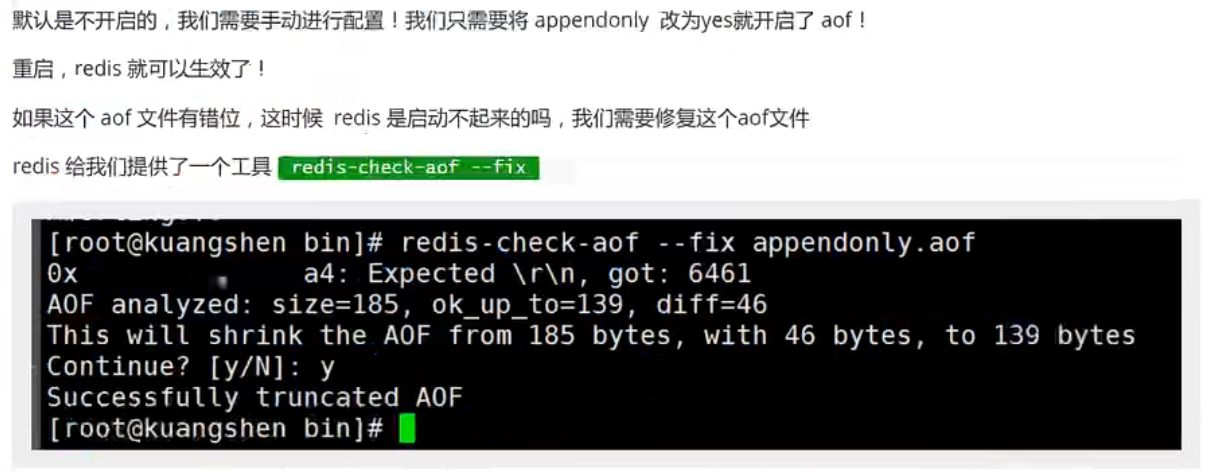 默认是不开启的，我们需要手动进行配置！我们只需要将 appendonly 改为yes就开启了 aof！
重启，redis 就可以生效了！
如果这个 aof 文件有错位，这时候 redis 是启动不起来的吗，我们需要修复这个aof文件
redis 给我们提供了一个工具 redis-check-aof --fix
[root@kuangshen bin]# redis-check-aof --fix appendonly.aof
0x a4: Expected \r\n, got: 6461
AOF analyzed: size=185, ok_up_to=139, diff=46
This will shrink the AOF from 185 bytes, with 46 bytes, to 139 bytes
Continue? [y/N]: y
Successfully truncated AOF
[root@kuangshen bin]#